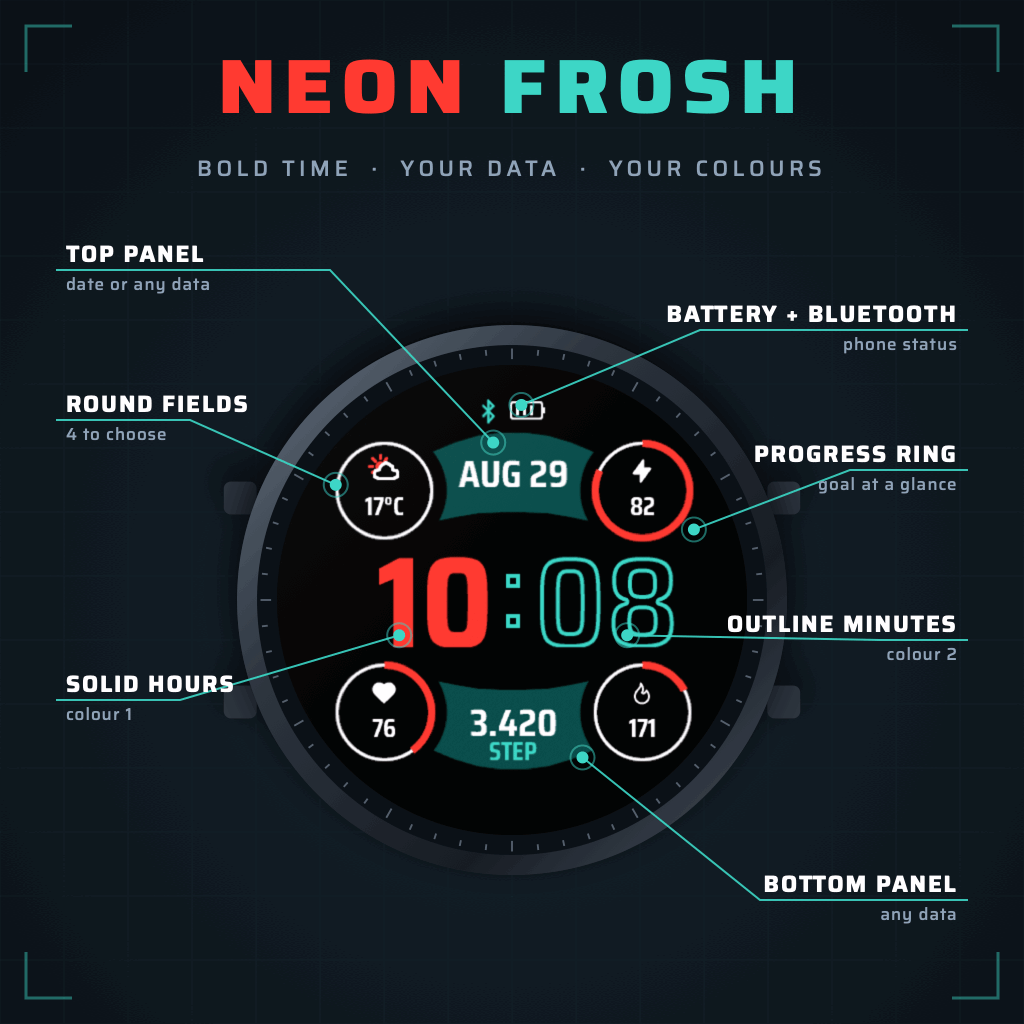 NEON FROSH
BOLD TIME · YOUR DATA · YOUR COLOURS
TOP PANEL
date or any data
BATTERY + BLUETOOTH
phone status
ROUND FIELDS
4 to choose
PROGRESS RING
goal at a glance
AUG 29
17°C
82
10:08
OUTLINE MINUTES
colour 2
SOLID HOURS
colour 1
76
3.420
STEP
171
BOTTOM PANEL
any data